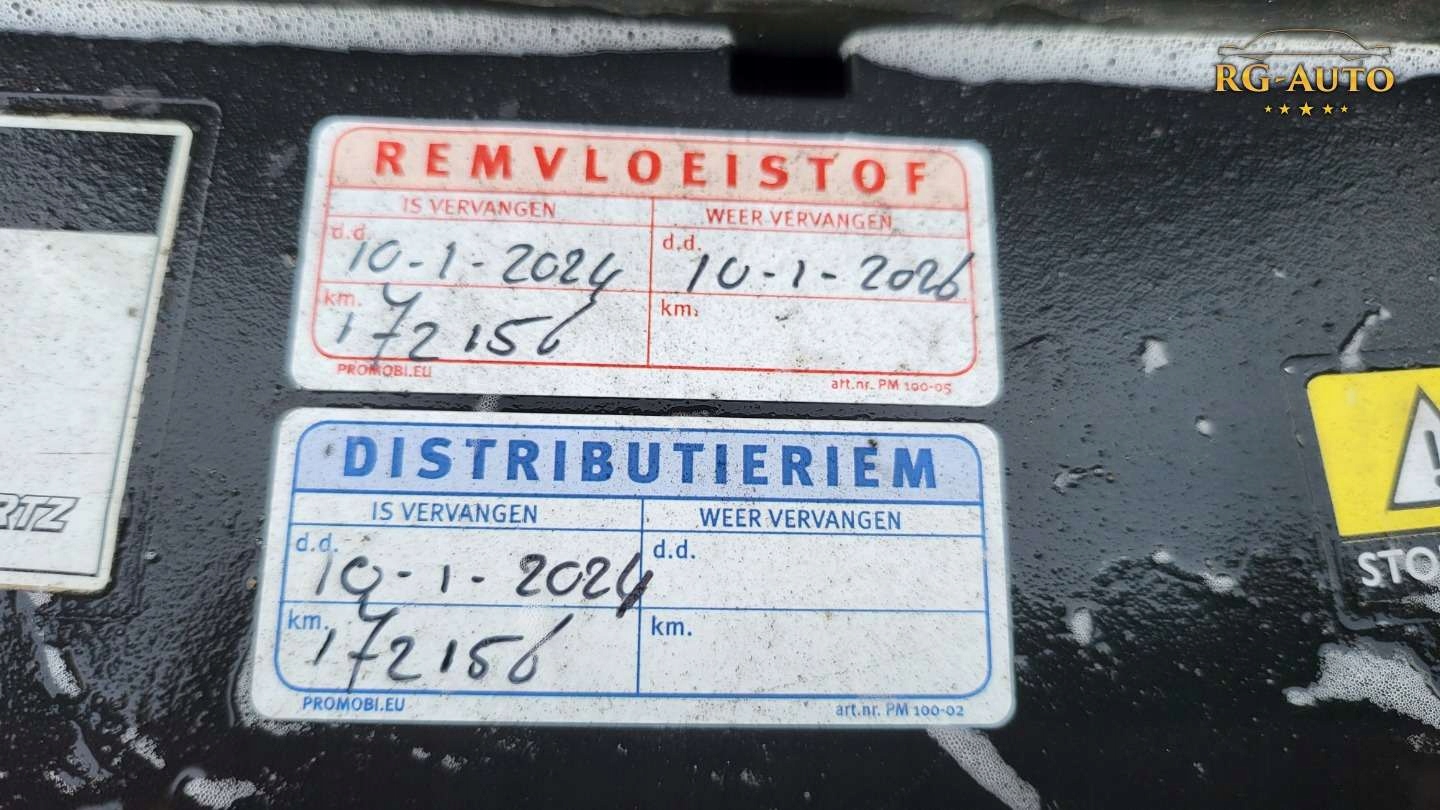 RG-AUTO
REMVLOEISTOF
IS VERVANGEN WEER VERVANGEN
d.d. 10-1-2024 d.d. 10-1-2026
km. 172156 km.
PROMOBI.EU art.nr. PM 100-05
DISTRIBUTIERIEM
IS VERVANGEN WEER VERVANGEN
d.d. 10-1-2024 d.d.
km. 172156 km.
PROMOBI.EU art.nr. PM 100-02
RTZ
STO